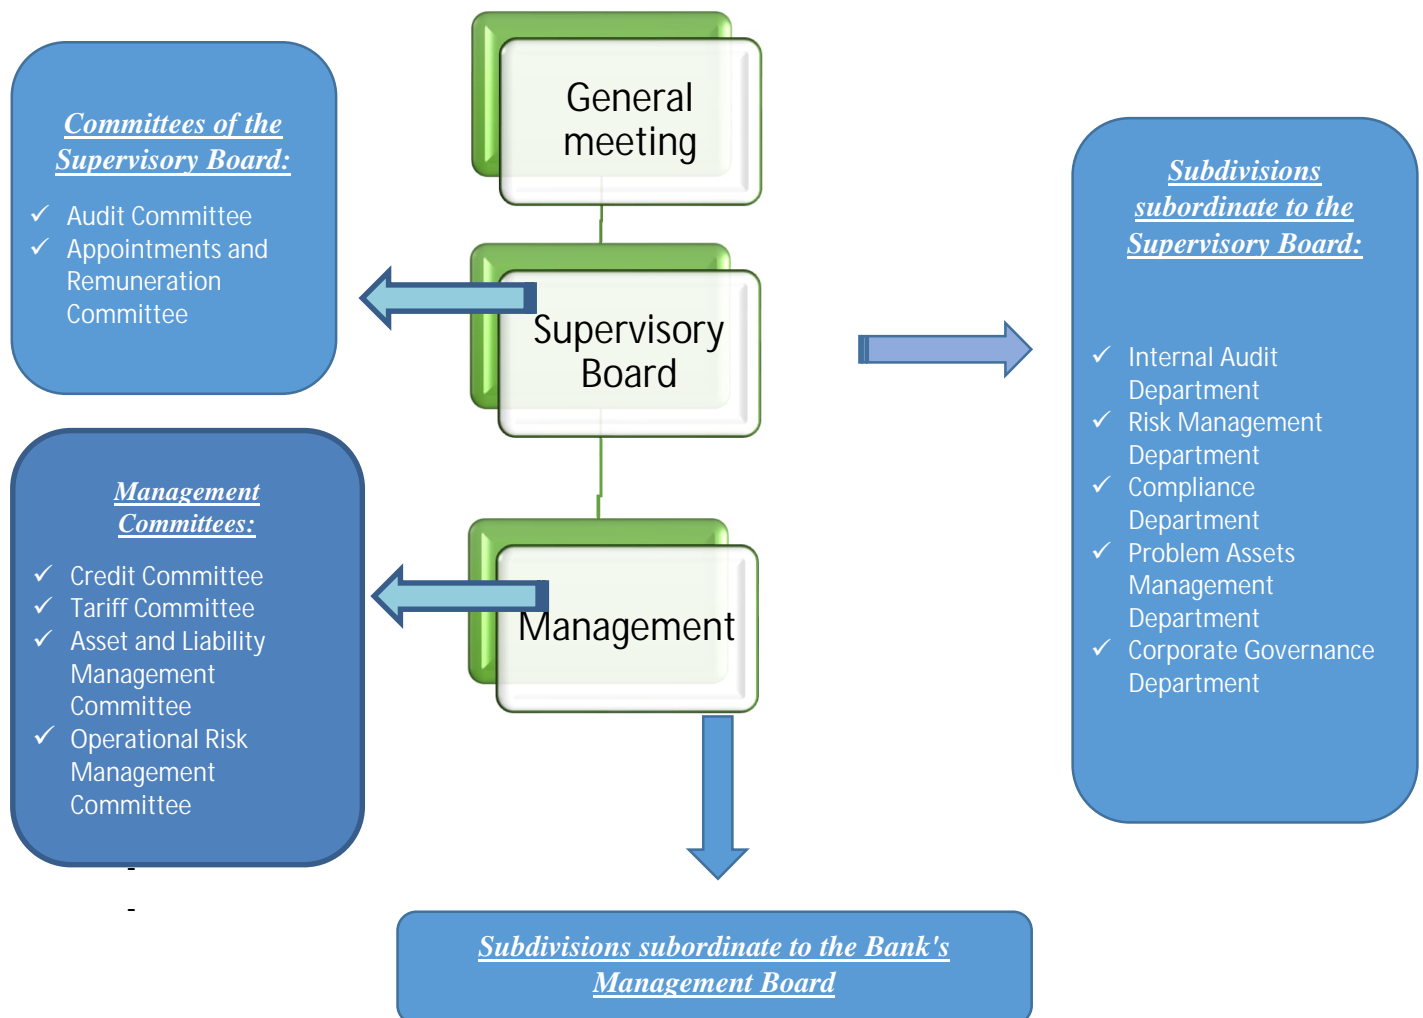 General
meeting
Committees of the
Supervisory Board:
✓ Audit Committee
✓ Appointments and
Remuneration
Committee
Supervisory
Board
Subdivisions
subordinate to the
Supervisory Board:
✓ Internal Audit
Department
✓ Risk Management
Department
✓ Compliance
Department
✓ Problem Assets
Management
Department
✓ Corporate Governance
Department
Management
Committees:
✓ Credit Committee
✓ Tariff Committee
✓ Asset and Liability
Management
Committee
✓ Operational Risk
Management
Committee
Management
-
-
Subdivisions subordinate to the Bank's
Management Board